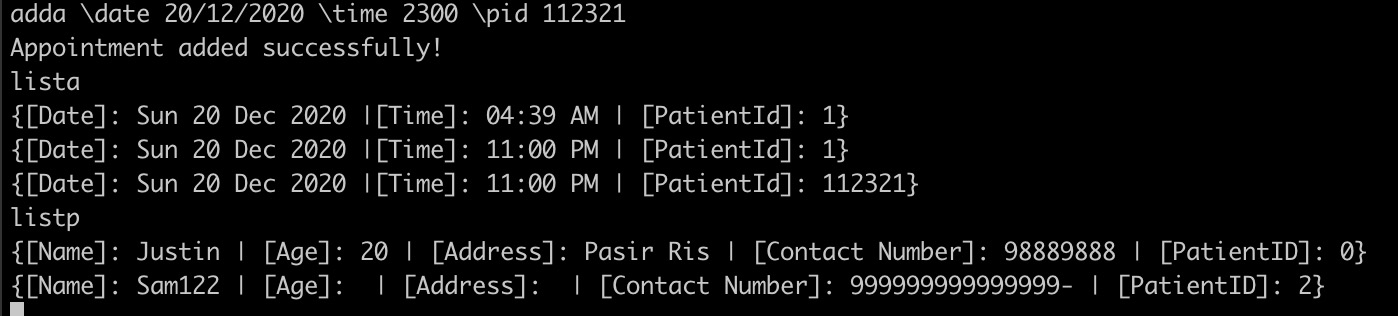 adda \date 20/12/2020 \time 2300 \pid 112321
Appointment added successfully!
lista
{[Date]: Sun 20 Dec 2020 |[Time]: 04:39 AM | [PatientId]: 1}
{[Date]: Sun 20 Dec 2020 |[Time]: 11:00 PM | [PatientId]: 1}
{[Date]: Sun 20 Dec 2020 |[Time]: 11:00 PM | [PatientId]: 112321}
listp
{[Name]: Justin | [Age]: 20 | [Address]: Pasir Ris | [Contact Number]: 98889888 | [PatientID]: 0}
{[Name]: Sam122 | [Age]:  | [Address]:  | [Contact Number]: 999999999999999- | [PatientID]: 2}